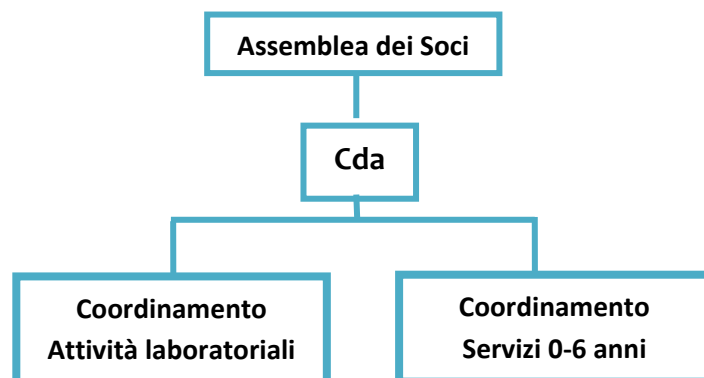 Assemblea dei Soci
Cda
Coordinamento
Attività laboratoriali
Coordinamento
Servizi 0-6 anni